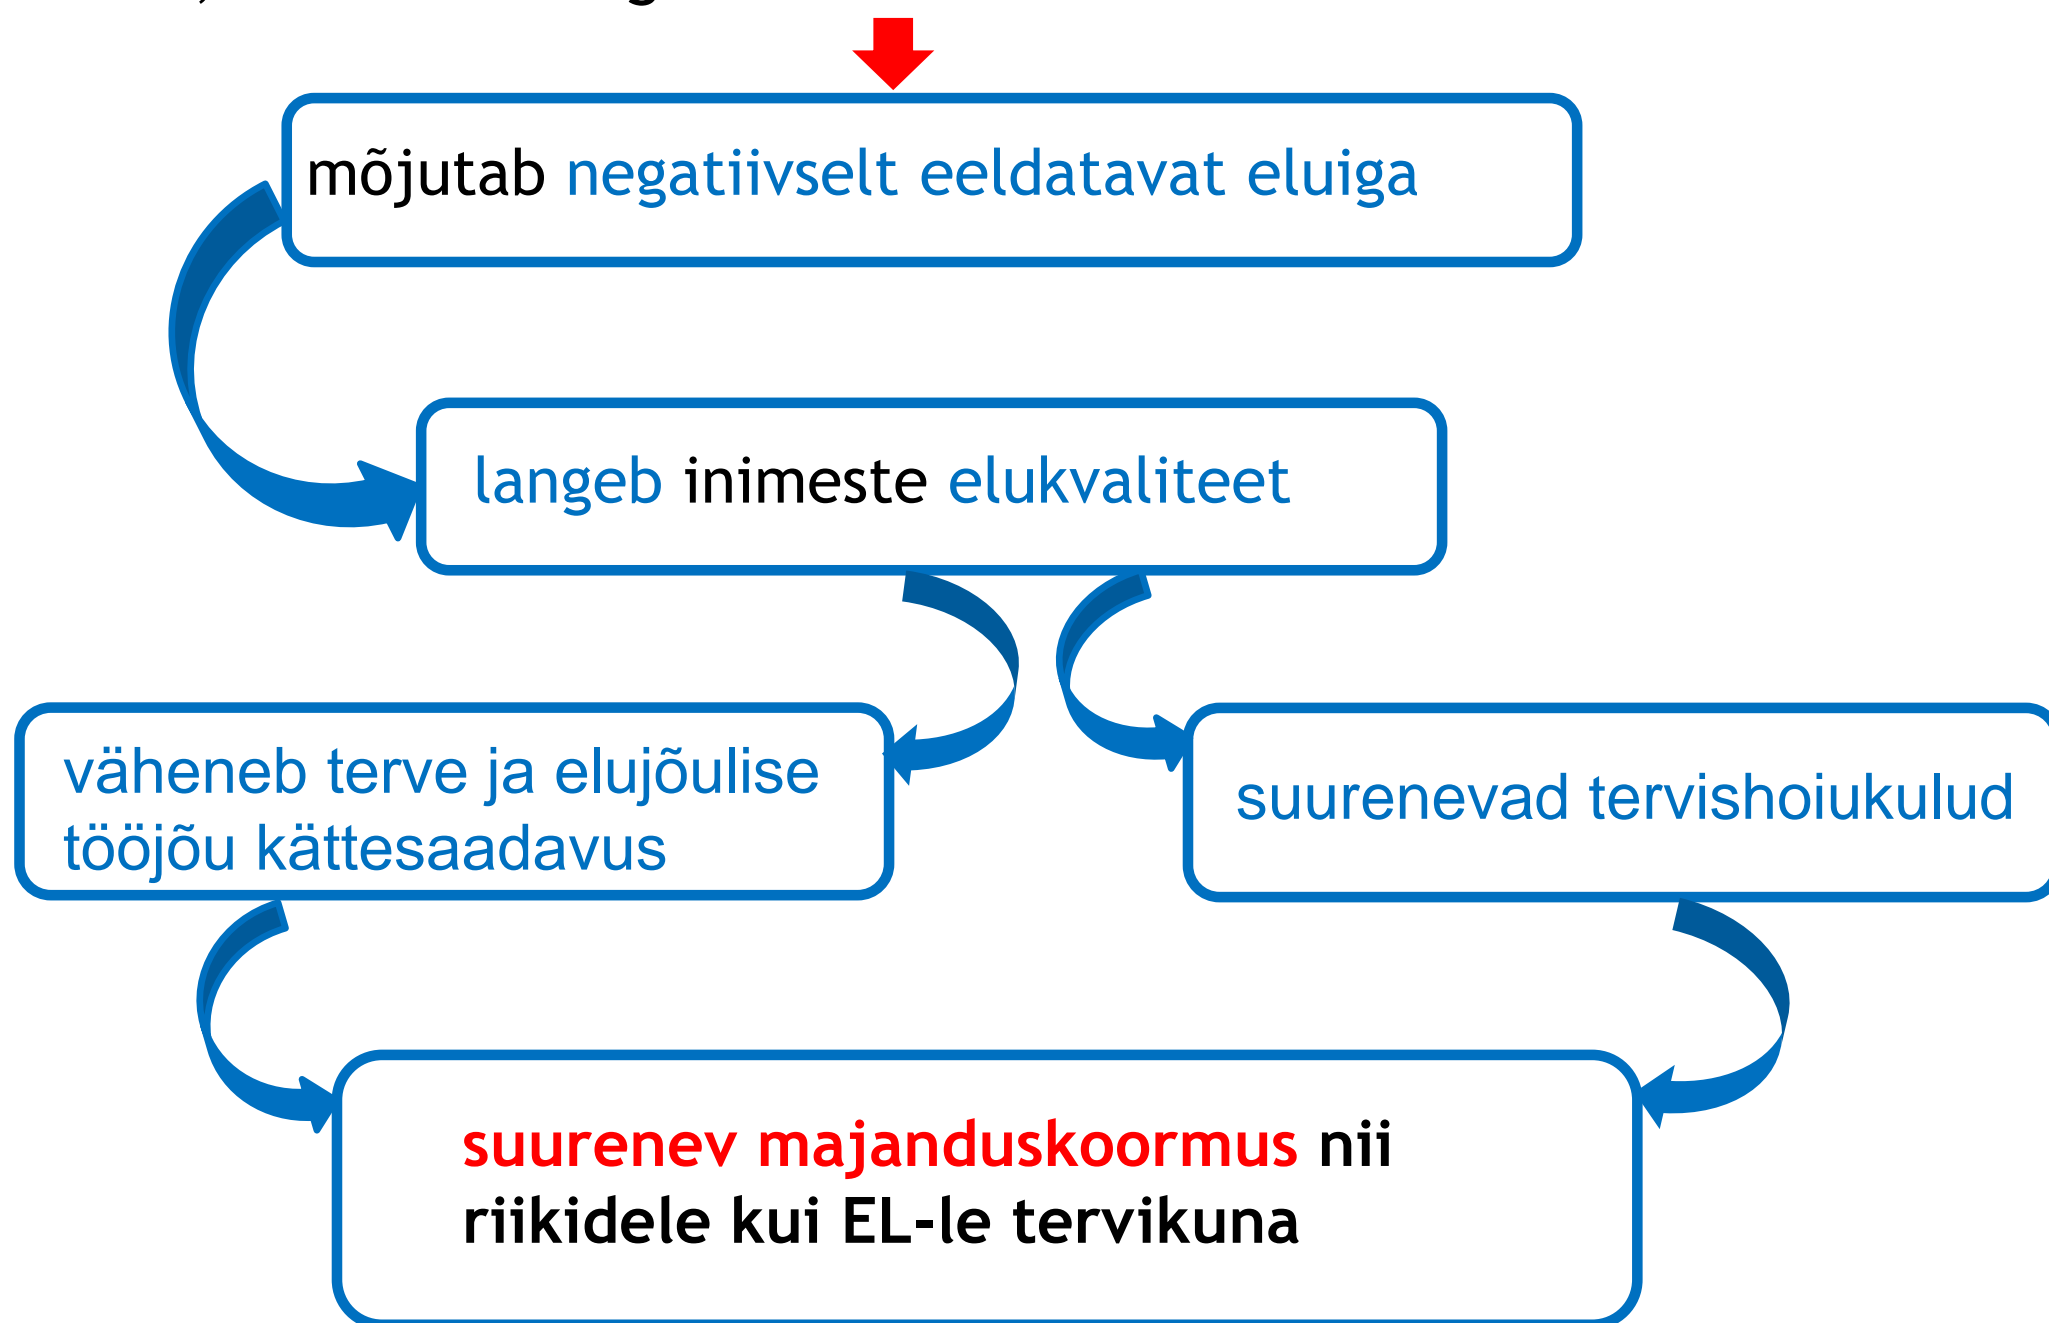 mõjutab negatiivselt eeldatavat eluiga
langeb inimeste elukvaliteet
väheneb terve ja elujõulise
tööjõu kättesaadavus
suurenevad tervishoiukulud
suurenev majanduskoormus nii
riikidele kui EL-le tervikuna